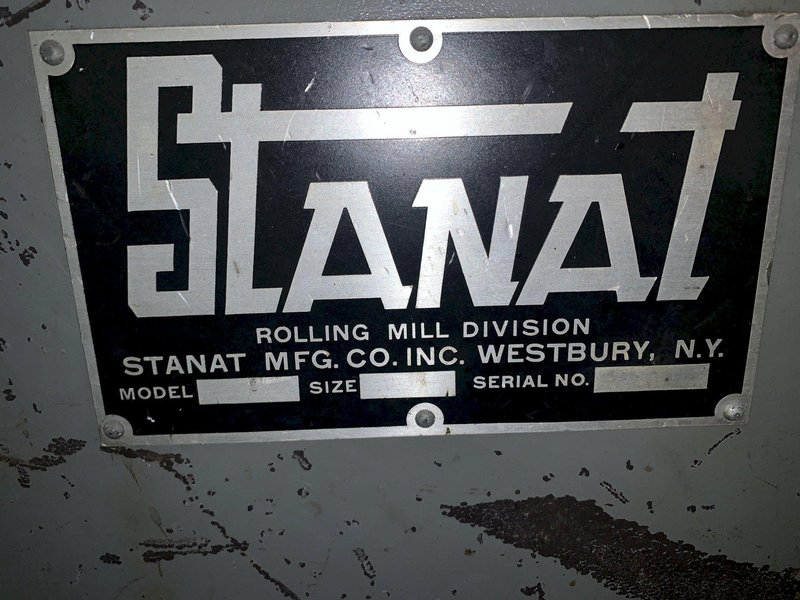 STANAT
ROLLING MILL DIVISION
STANAT MFG. CO. INC. WESTBURY, N.Y.
MODEL SIZE SERIAL NO.